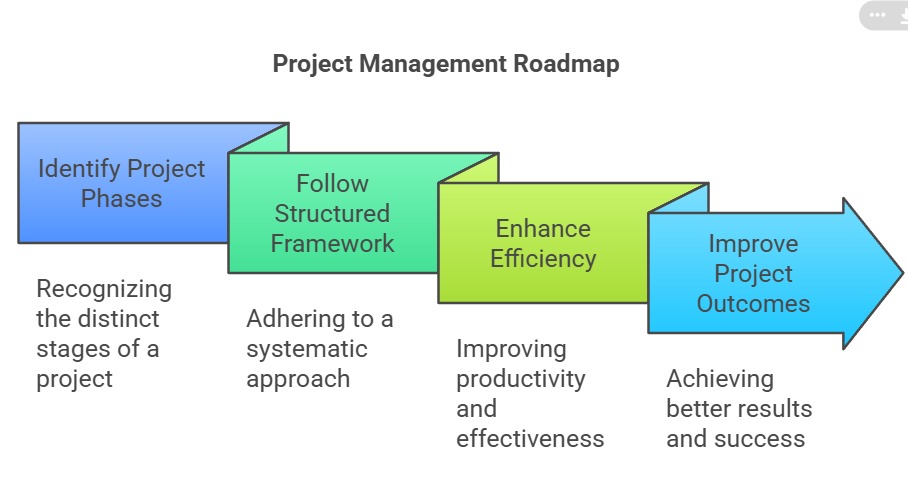 Project Management Roadmap
Identify Project
Phases
Recognizing
the distinct
stages of a
project
Follow
Structured
Framework
Adhering to a
systematic
approach
Enhance
Efficiency
Improving
productivity
and
effectiveness
Improve
Project
Outcomes
Achieving
better results
and success